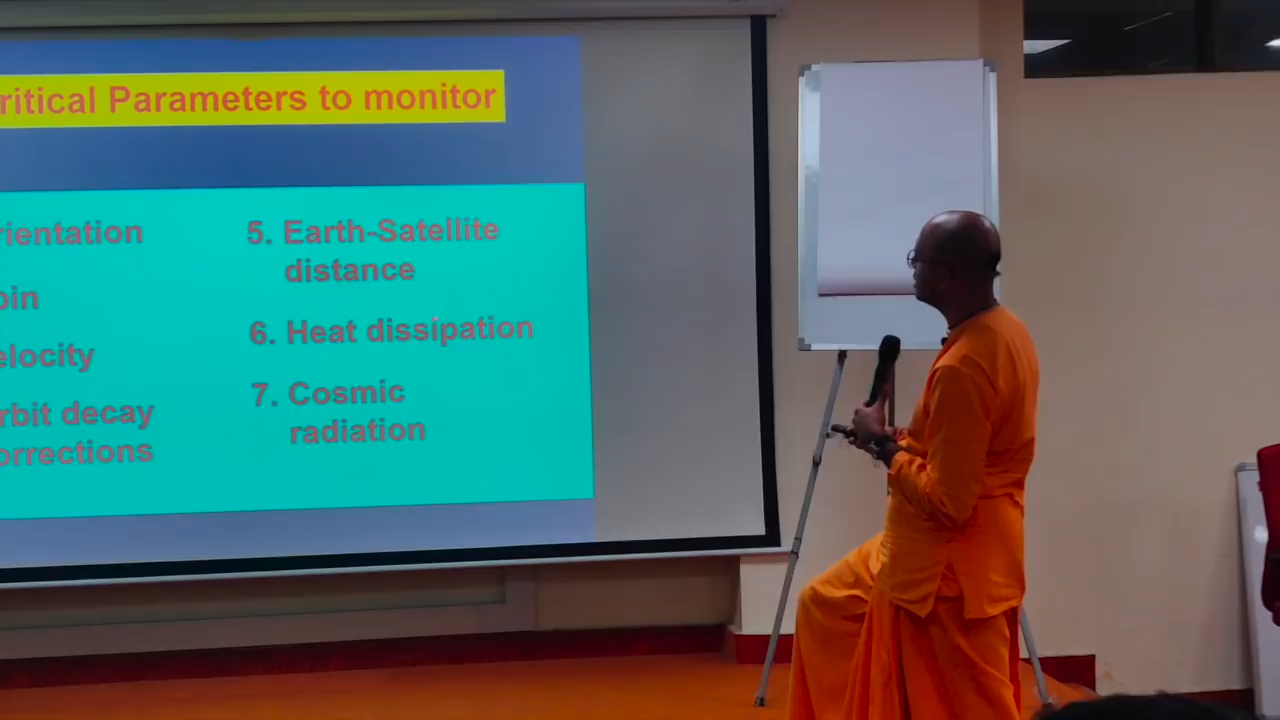 ritical Parameters to monitor
rientation
pin
elocity
rbit decay
orrections
5. Earth-Satellite
distance
6. Heat dissipation
7. Cosmic
radiation